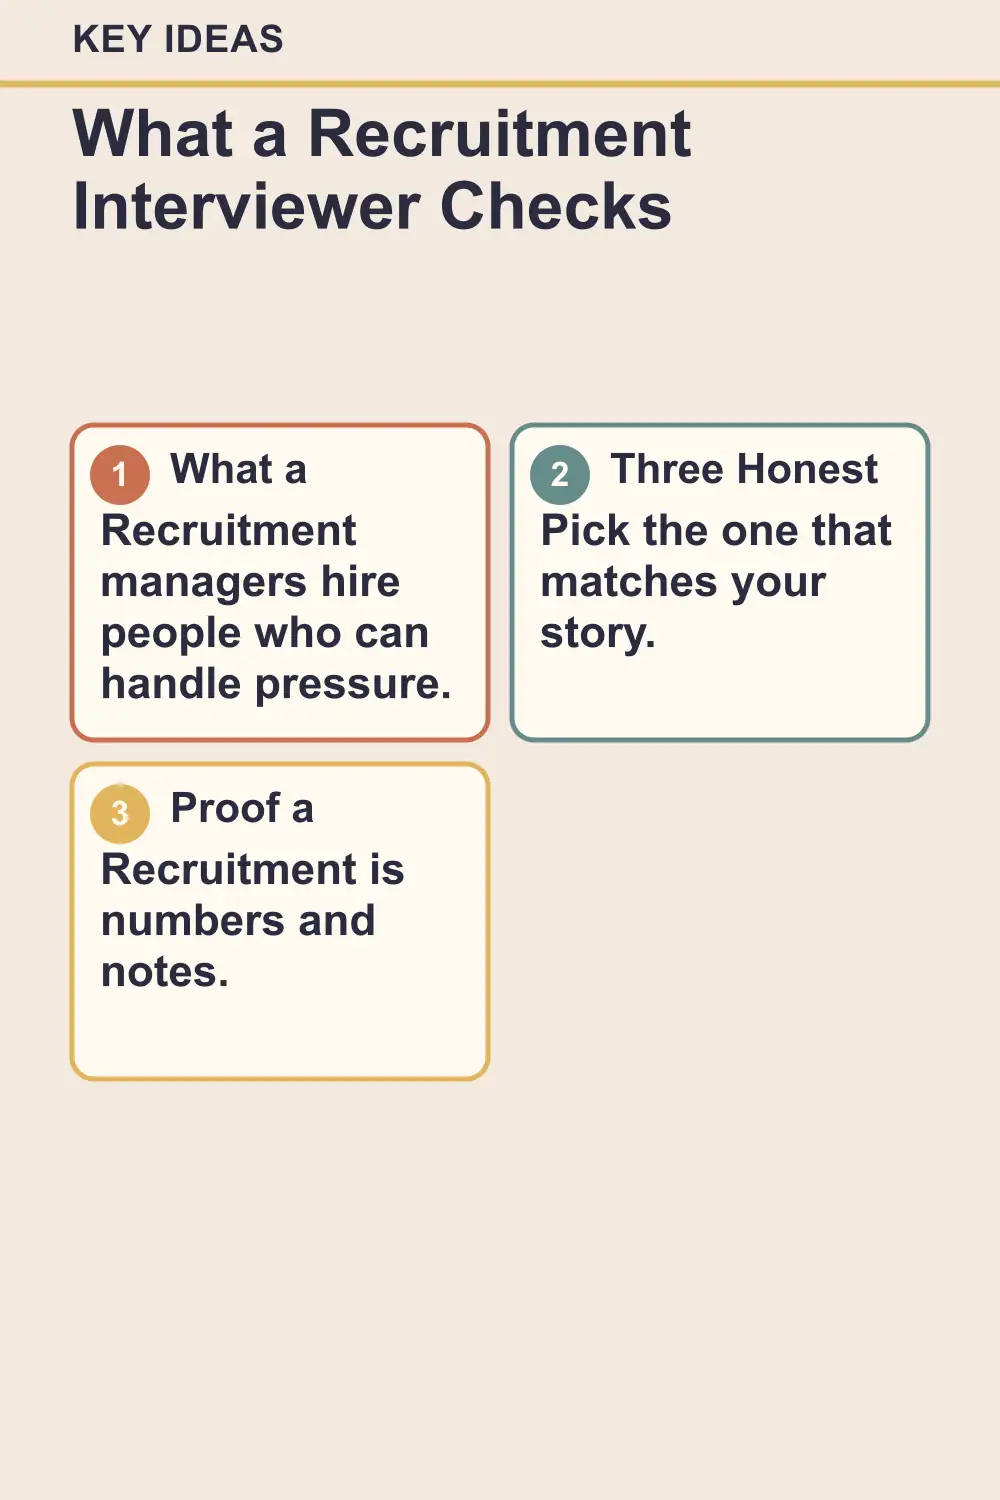 KEY IDEAS
What a Recruitment
Interviewer Checks
1 What a
Recruitment
managers hire
people who can
handle pressure.
2 Three Honest
Pick the one that
matches your
story.
3 Proof a
Recruitment is
numbers and
notes.